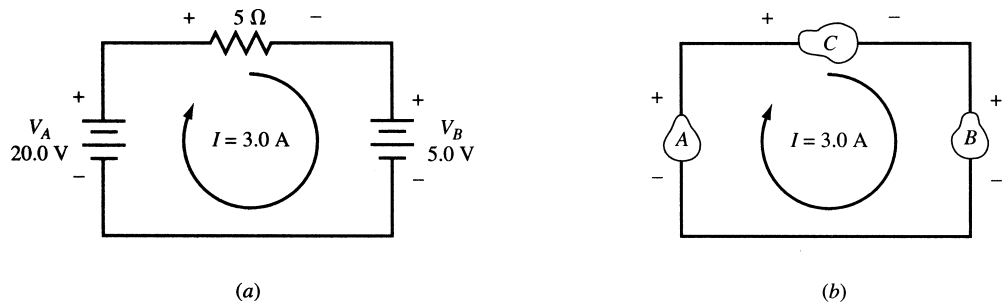 + 5 Ω −
+ −
C
+ +
V_A V_B
20.0 V I = 3.0 A 5.0 V
− −
+ +
A I = 3.0 A B
− −
(a) (b)